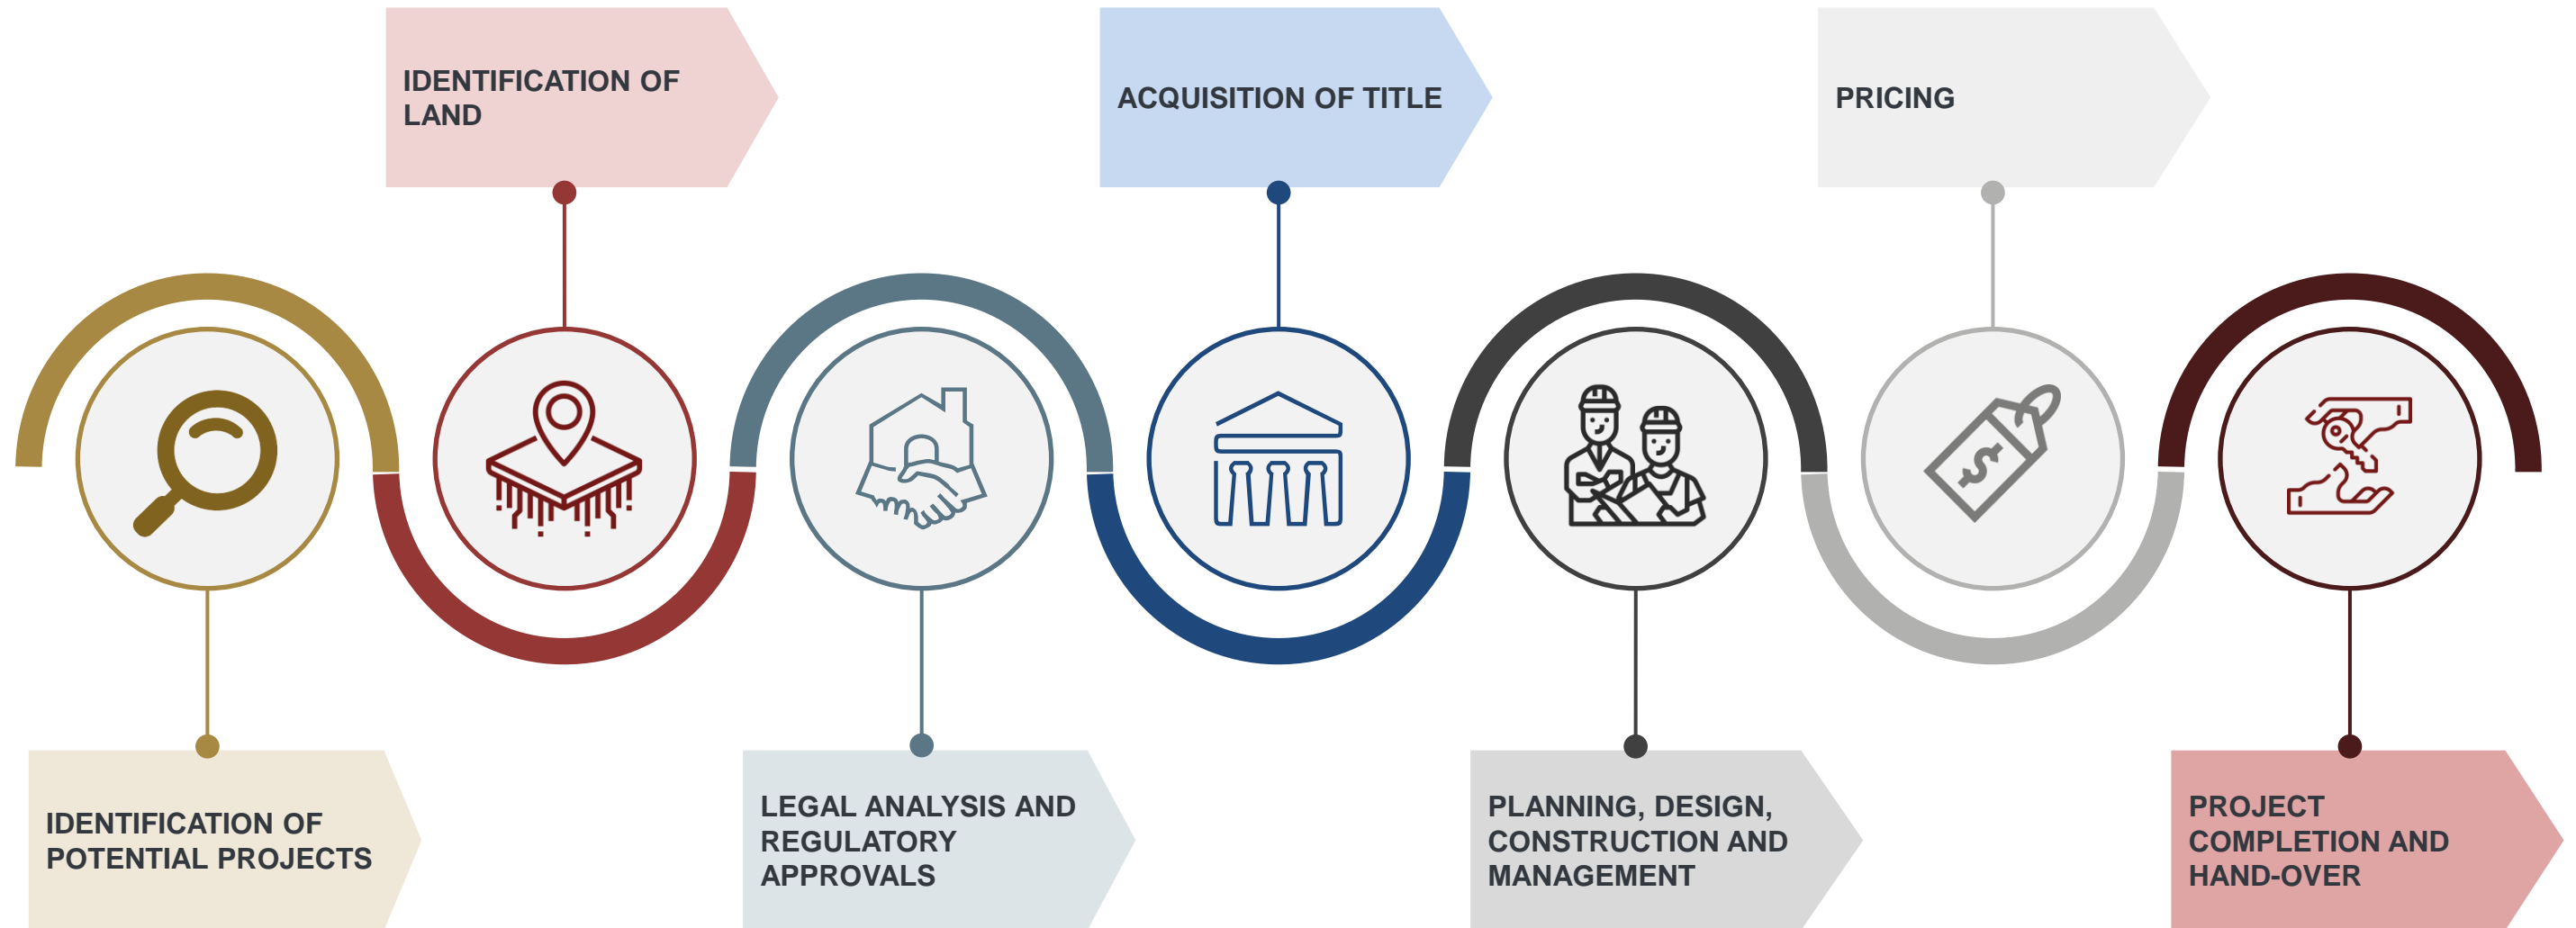 IDENTIFICATION OF
POTENTIAL PROJECTS
IDENTIFICATION OF
LAND
LEGAL ANALYSIS AND
REGULATORY
APPROVALS
ACQUISITION OF TITLE
PLANNING, DESIGN,
CONSTRUCTION AND
MANAGEMENT
PRICING
$
PROJECT
COMPLETION AND
HAND-OVER